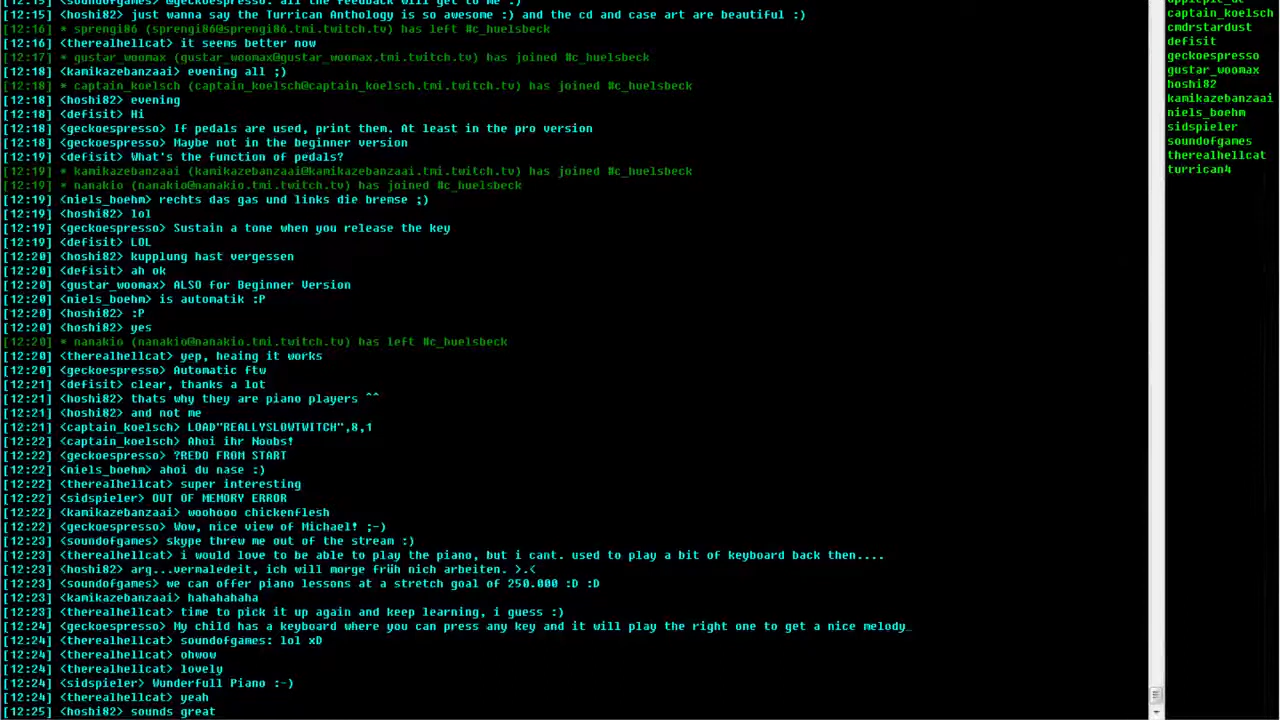 [12:15] <soundofgames> @geckoespresso: all the feedback will get to me :)
[12:15] <hoshi82> just wanna say the Turrican Anthology is so awesome :) and the cd and case art are beautiful :)
[12:16] * sprengi86 (sprengi86@sprengi86.tmi.twitch.tv) has left #c_huelsbeck
[12:16] <therealhellcat> it seems better now
[12:17] * gustar_woomax (gustar_woomax@gustar_woomax.tmi.twitch.tv) has joined #c_huelsbeck
[12:18] <kamikazebanzaai> evening all ;)
[12:18] * captain_koelsch (captain_koelsch@captain_koelsch.tmi.twitch.tv) has joined #c_huelsbeck
[12:18] <hoshi82> evening
[12:18] <defisit> Hi
[12:18] <geckoespresso> If pedals are used, print them. At least in the pro version
[12:18] <geckoespresso> Maybe not in the beginner version
[12:19] <defisit> What's the function of pedals?
[12:19] * kamikazebanzaai (kamikazebanzaai@kamikazebanzaai.tmi.twitch.tv) has joined #c_huelsbeck
[12:19] * nanakio (nanakio@nanakio.tmi.twitch.tv) has joined #c_huelsbeck
[12:19] <niels_boehm> rechts das gas und links die bremse ;)
[12:19] <hoshi82> lol
[12:19] <geckoespresso> Sustain a tone when you release the key
[12:19] <defisit> LOL
[12:20] <hoshi82> kupplung hast vergessen
[12:20] <defisit> ah ok
[12:20] <gustar_woomax> ALSO for Beginner Version
[12:20] <niels_boehm> is automatik :P
[12:20] <hoshi82> :P
[12:20] <hoshi82> yes
[12:20] * nanakio (nanakio@nanakio.tmi.twitch.tv) has left #c_huelsbeck
[12:20] <therealhellcat> yep, heaing it works
[12:20] <geckoespresso> Automatic ftw
[12:21] <defisit> clear, thanks a lot
[12:21] <hoshi82> thats why they are piano players ^^
[12:21] <hoshi82> and not me
[12:21] <captain_koelsch> LOAD"REALLYSLOWTWITCH",8,1
[12:22] <captain_koelsch> Ahoi ihr Noobs!
[12:22] <geckoespresso> ?REDO FROM START
[12:22] <niels_boehm> ahoi du nase :)
[12:22] <therealhellcat> super interesting
[12:22] <sidspieler> OUT OF MEMORY ERROR
[12:22] <kamikazebanzaai> woohooo chickenflesh
[12:22] <geckoespresso> Wow, nice view of Michael! ;-)
[12:23] <soundofgames> skype threw me out of the stream :)
[12:23] <therealhellcat> i would love to be able to play the piano, but i cant. used to play a bit of keyboard back then....
[12:23] <hoshi82> arg...vermaledeit, ich will morge früh nich arbeiten. >.<
[12:23] <soundofgames> we can offer piano lessons at a stretch goal of 250.000 :D :D
[12:23] <kamikazebanzaai> hahahahaha
[12:23] <therealhellcat> time to pick it up again and keep learning, i guess :)
[12:24] <geckoespresso> My child has a keyboard where you can press any key and it will play the right one to get a nice melody…
[12:24] <therealhellcat> soundofgames: lol xD
[12:24] <therealhellcat> ohwow
[12:24] <therealhellcat> lovely
[12:24] <sidspieler> Wunderfull Piano :-)
[12:24] <therealhellcat> yeah
[12:25] <hoshi82> sounds great
applepie_de
captain_koelsch
cmdrstardust
defisit
geckoespresso
gustar_woomax
hoshi82
kamikazebanzaai
niels_boehm
sidspieler
soundofgames
therealhellcat
turrican4